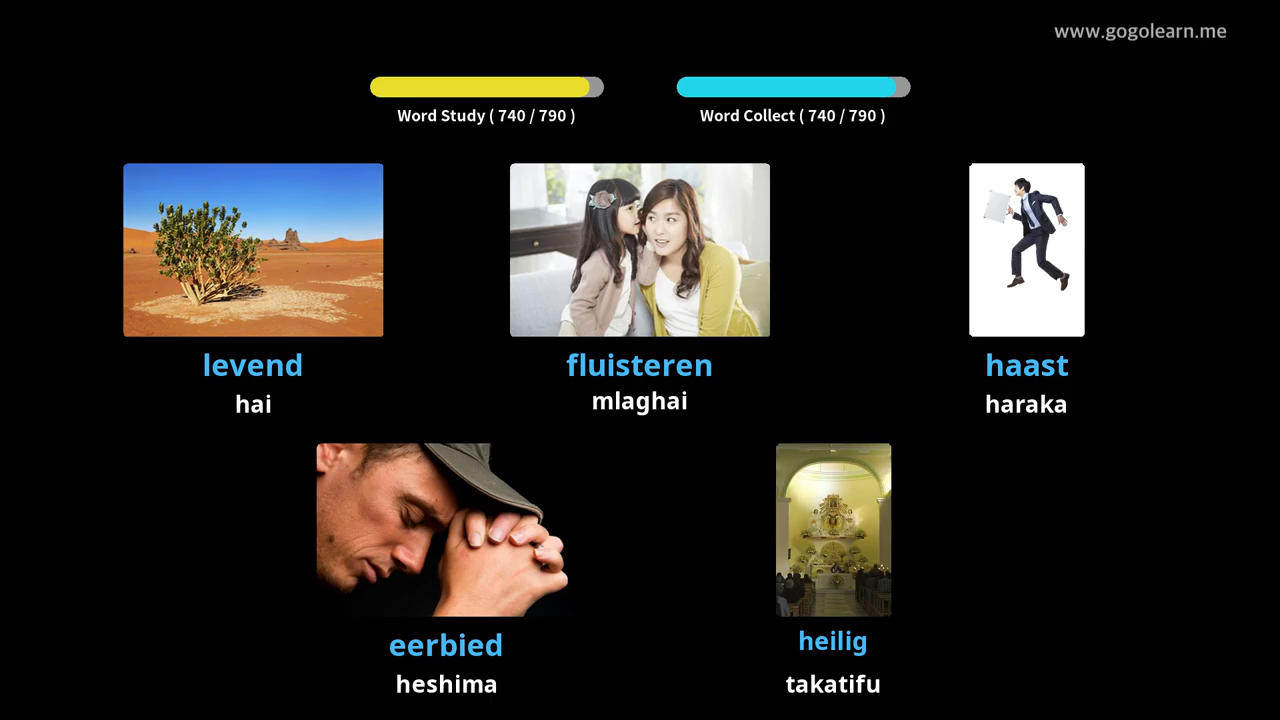 www.gogolearn.me
Word Study ( 740 / 790 )
Word Collect ( 740 / 790 )
levend
hai
fluisteren
mlaghai
haast
haraka
eerbied
heshima
heilig
takatifu